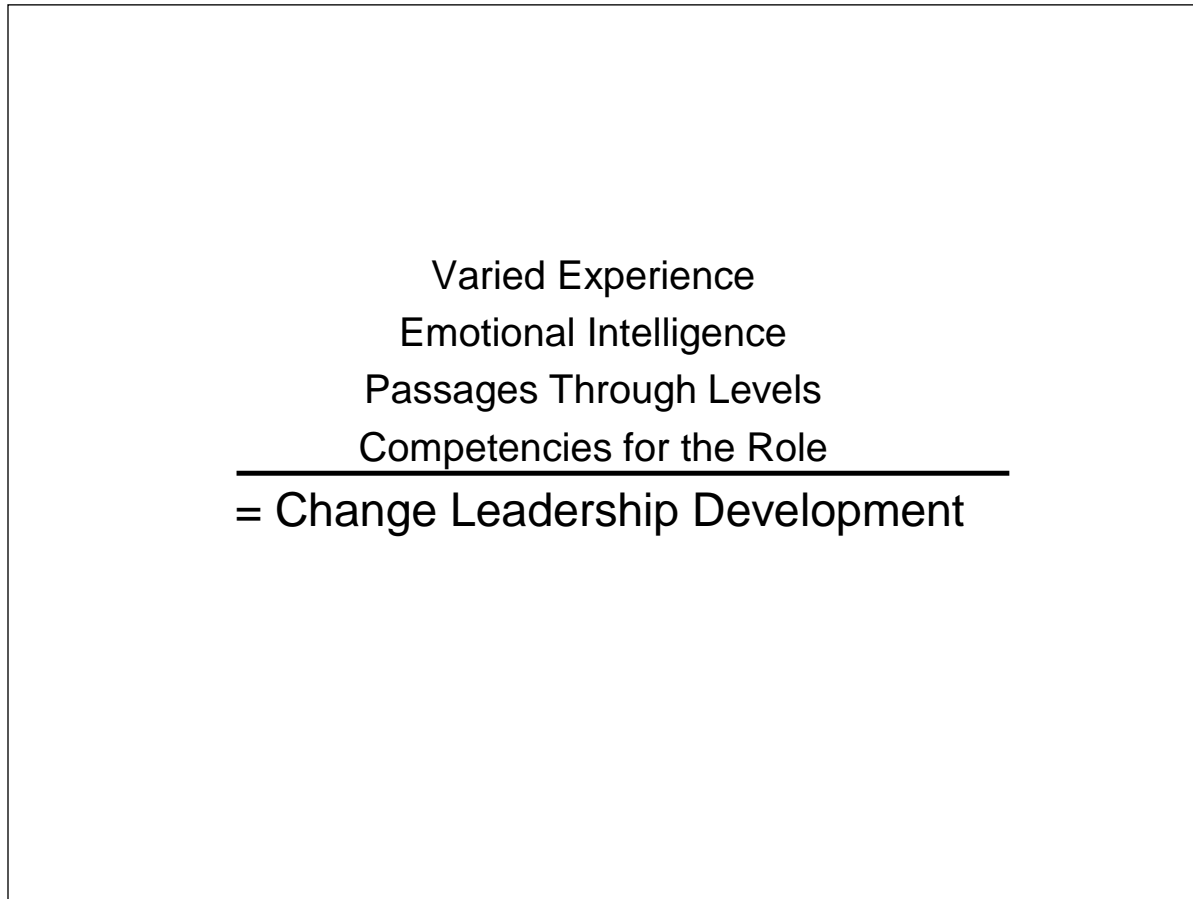 Varied Experience
Emotional Intelligence
Passages Through Levels
Competencies for the Role
= Change Leadership Development